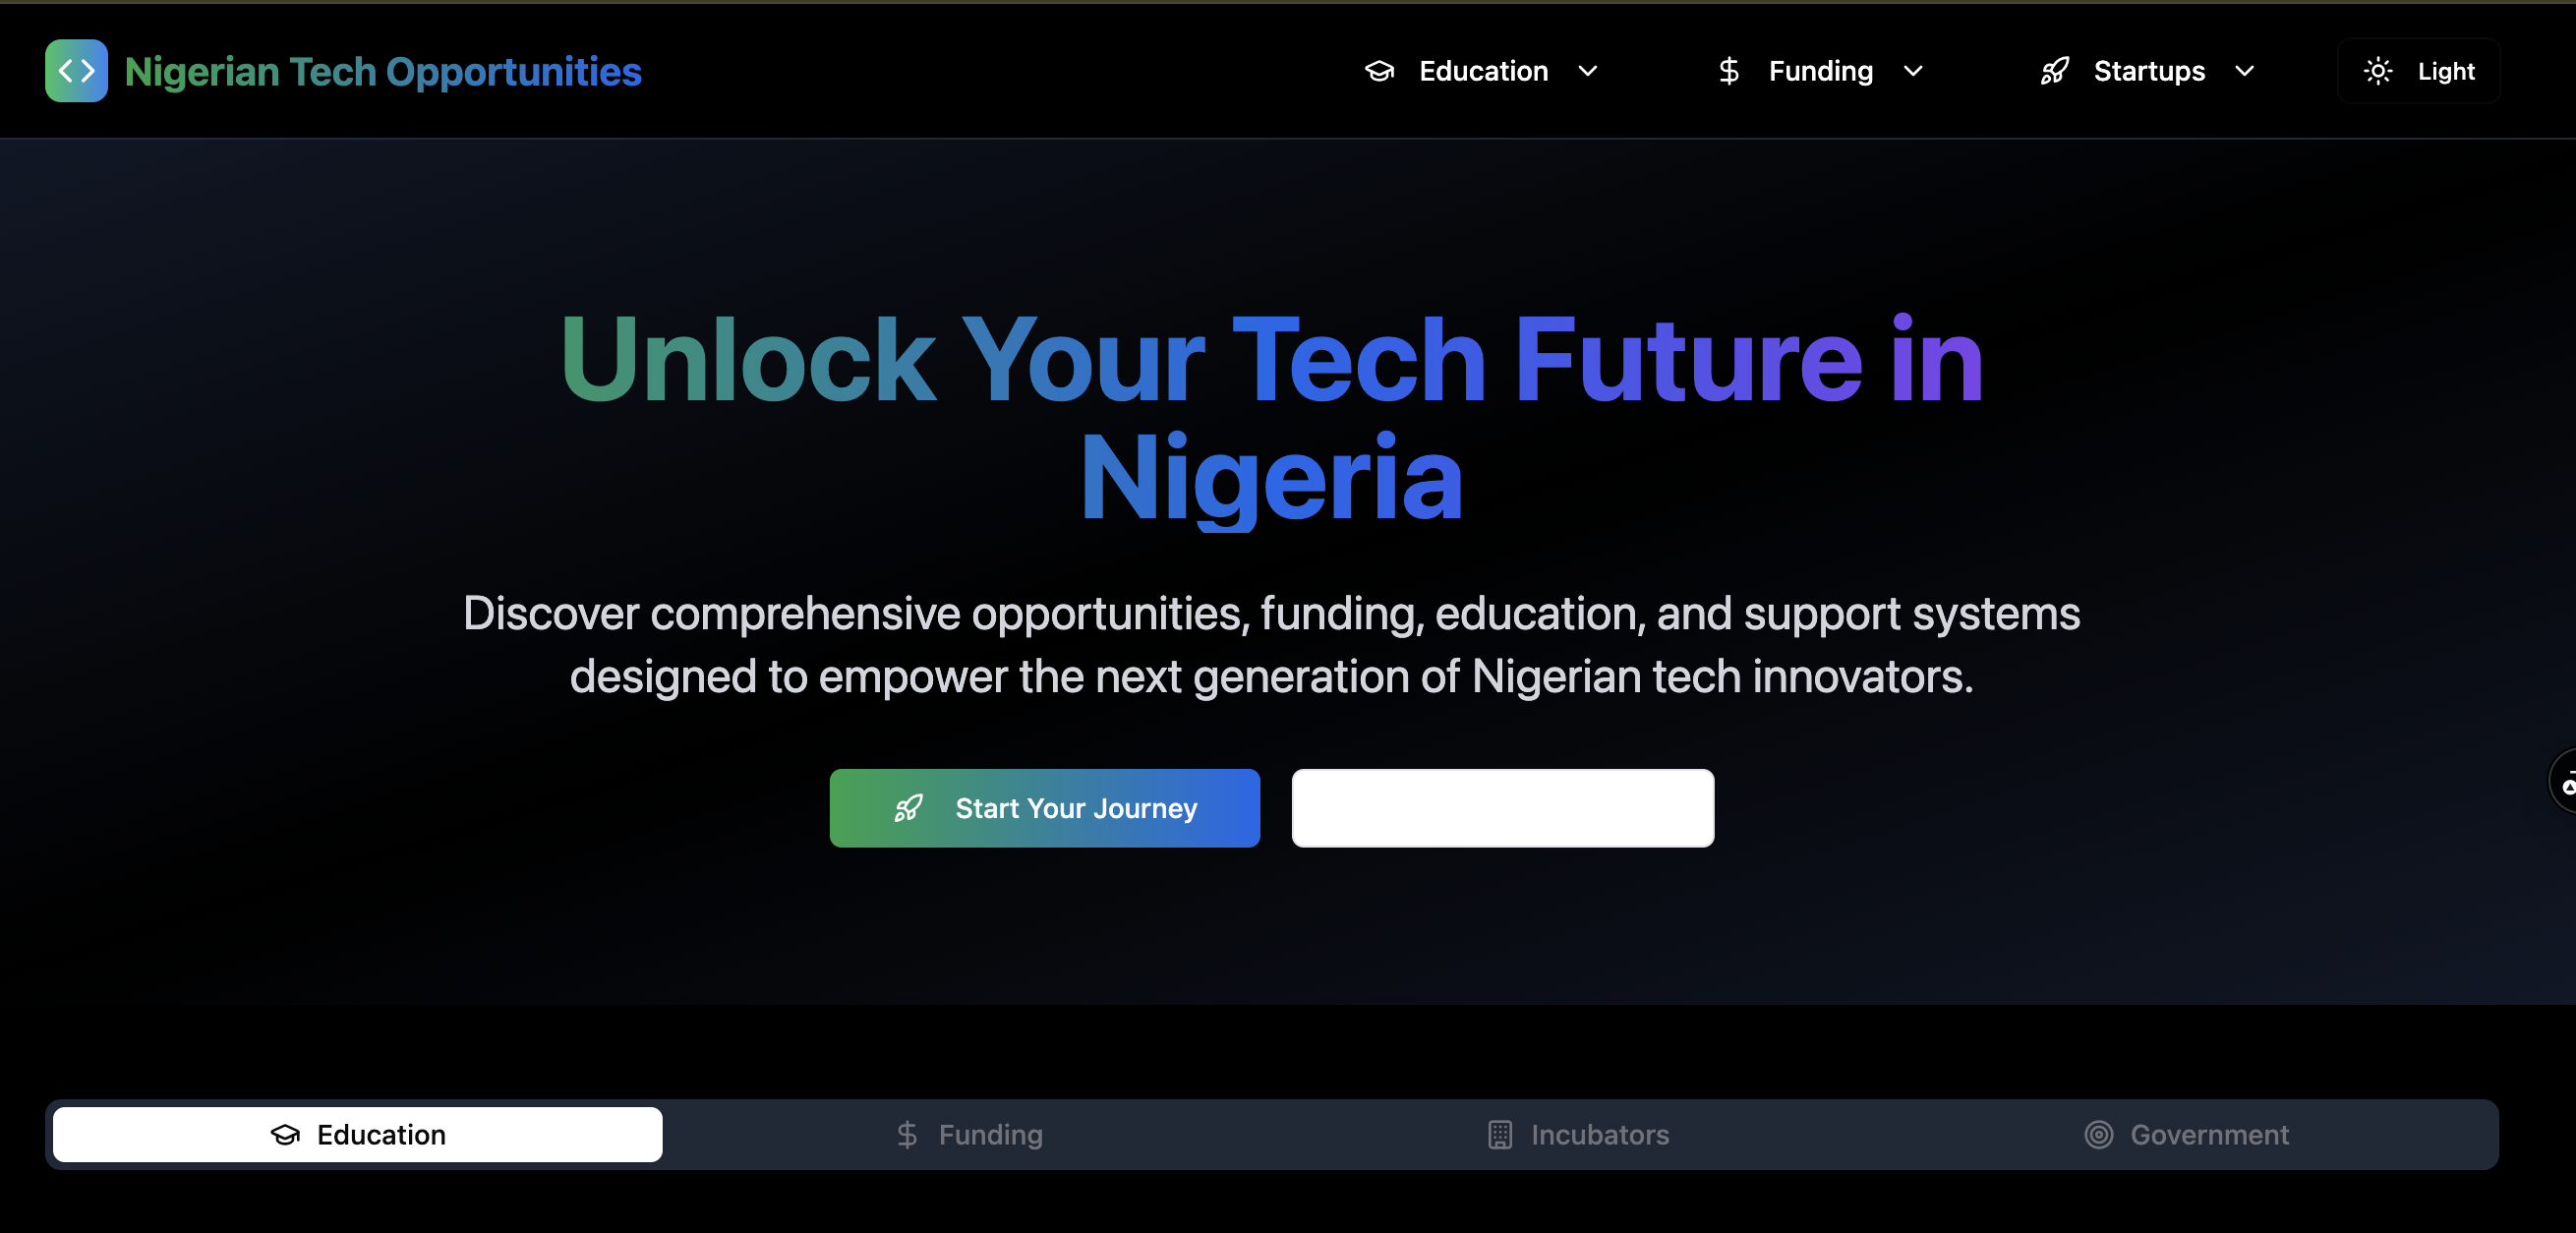 Nigerian Tech Opportunities
Education
Funding
Startups
Light
Unlock Your Tech Future in
Nigeria
Discover comprehensive opportunities, funding, education, and support systems
designed to empower the next generation of Nigerian tech innovators.
Start Your Journey
Education
Funding
Incubators
Government